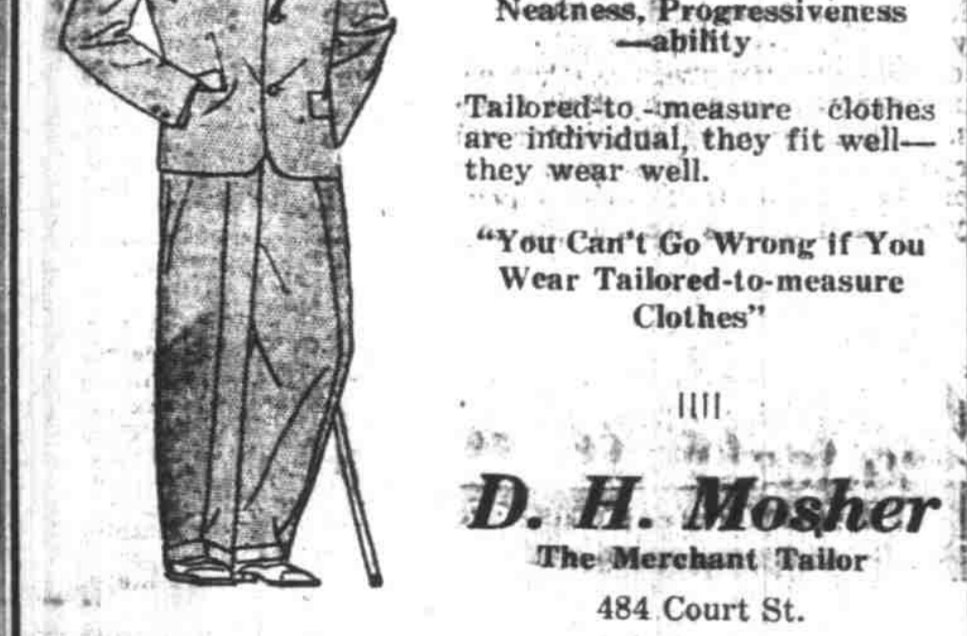 Neatness, Progressiveness
—ability
Tailored-to-measure clothes
are individual, they fit well—
they wear well.
"You Can't Go Wrong if You
Wear Tailored-to-measure
Clothes"
D. H. Mosher
The Merchant Tailor
484 Court St.